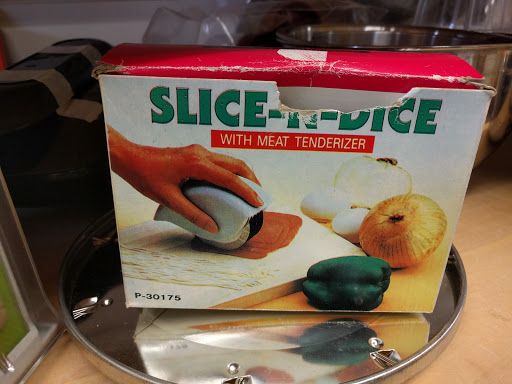 SLICE-N-DICE
WITH MEAT TENDERIZER
P-30175